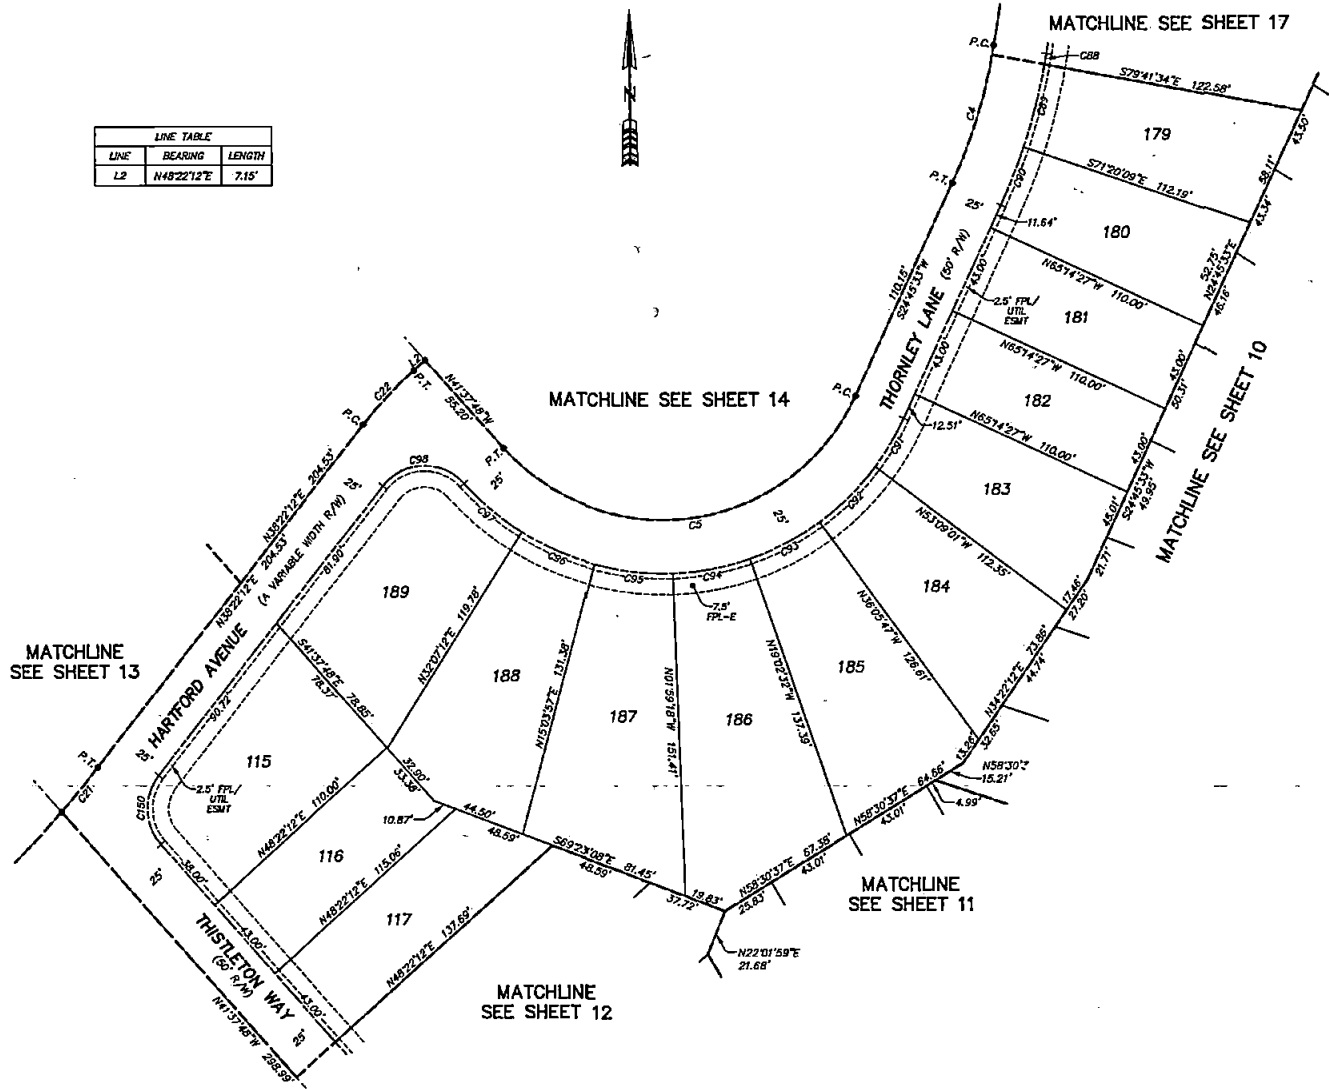 MATCHLINE SEE SHEET 17
P.C.
C88
S79°41'34"E 122.58'
LINE TABLE
LINE BEARING LENGTH
L2 N48°22'12"E 7.15'
N
C4
C89
179
43.50'
58.11'
P.T.
C90
S71°20'09"E 112.19'
43.34'
25'
11.64'
180
THORNLEY LANE (50' R/W)
43.00'
N65°14'27"W 110.00'
52.75'
N24°45'33"E
46.16'
110.15'
S24°45'33"W
2.5' FPL/
UTIL
ESMT
181
43.00'
N65°14'27"W 110.00'
43.00'
50.31'
MATCHLINE SEE SHEET 10
L2
P.T.
C22
N41°37'48"W
55.20'
P.C.
MATCHLINE SEE SHEET 14
P.C.
182
N65°14'27"W 110.00'
12.51'
43.00'
S24°45'33"W
49.95'
45.01'
P.T.
25'
C98
C91
183
N38°22'12"E 204.53'
204.53'
25'
C97
C5
25'
C92
N53°09'01"W 112.35'
21.71'
N38°22'12"E 204.53'
81.90'
(A VARIABLE WIDTH R/W)
C96
C95
C94
C93
17.46'
27.20'
189
184
7.5'
FPL-E
N32°07'12"E 119.78'
N36°05'47"W 126.61'
MATCHLINE
SEE SHEET 13
HARTFORD AVENUE
S41°37'48"E 78.85'
78.37'
188
N15°03'57"E 131.38'
N01°59'18"W 151.41'
N19°02'32"W 137.39'
185
N34°22'12"E 73.86'
44.74'
90.72'
187
186
P.T.
25'
115
13.26'
32.65'
N58°30'3
15.21'
C21
C150
2.5' FPL/
UTIL
ESMT
32.90'
33.38'
64.66'
4.99'
N48°22'12"E 110.00'
10.87'
44.50'
48.59'
N58°30'37"E
43.01'
38.00'
116
S69°23'08"E 81.45'
48.59'
N58°30'37"E 67.38'
43.01'
25'
N48°22'12"E 115.06'
19.83'
37.72'
25.83'
MATCHLINE
SEE SHEET 11
117
43.00'
THISTLETON WAY
(50' R/W)
N48°22'12"E 137.69'
N22°01'59"E
21.68'
43.00'
MATCHLINE
SEE SHEET 12
25'
N41°37'48"W 298.99'